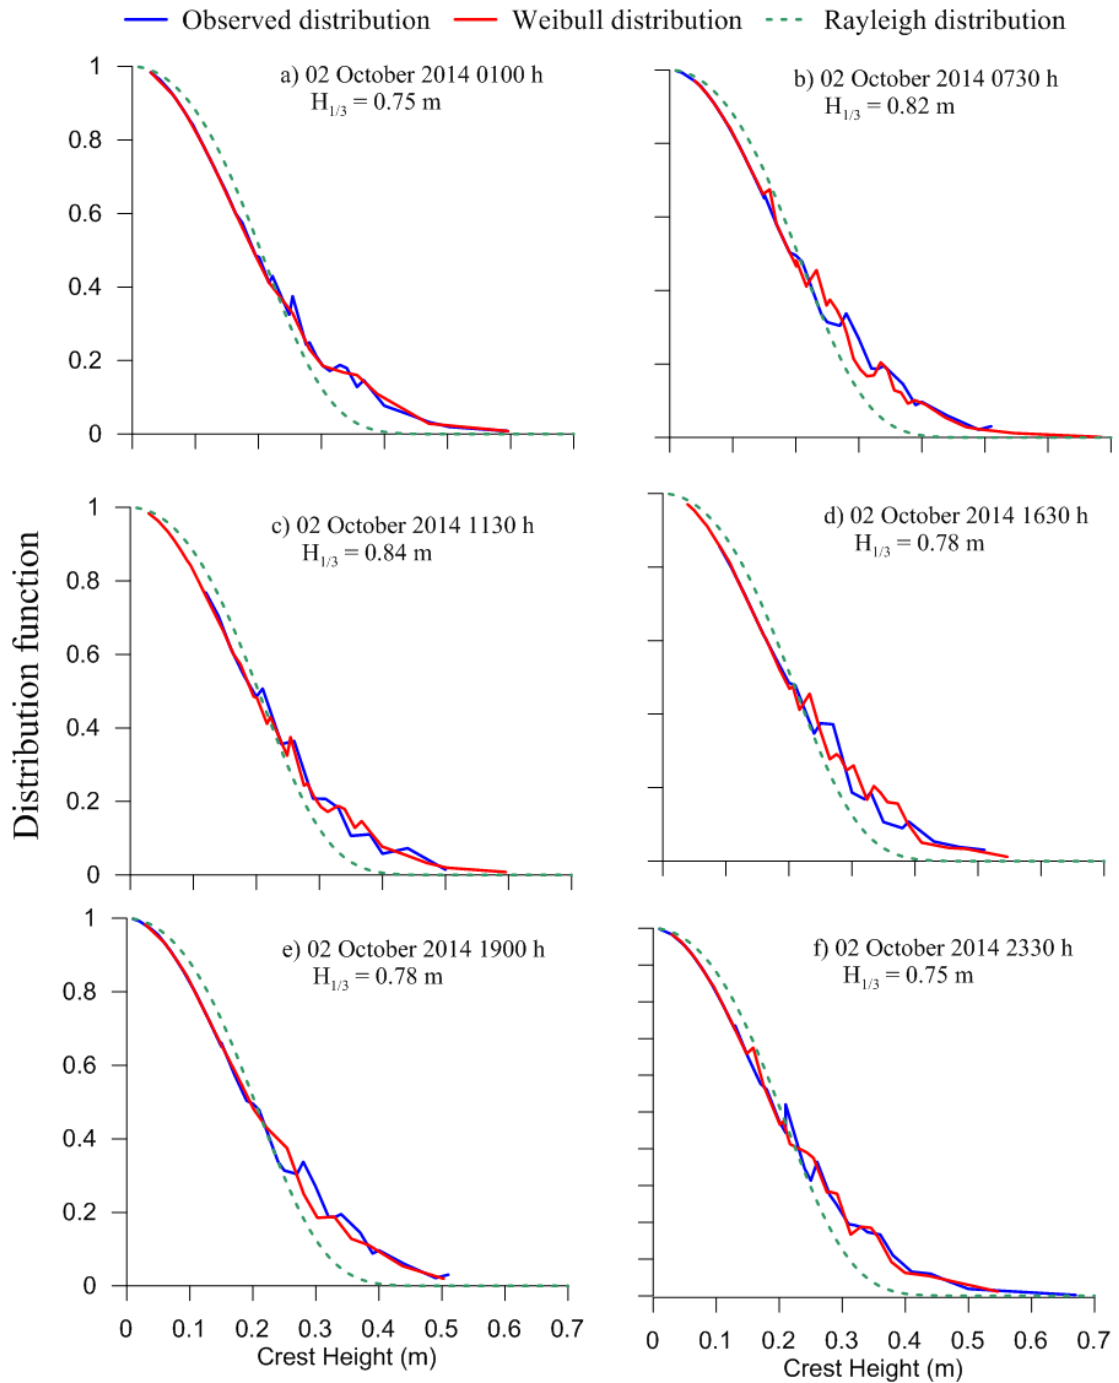 Observed distribution Weibull distribution Rayleigh distribution
a) 02 October 2014 0100 h
H1/3 = 0.75 m
b) 02 October 2014 0730 h
H1/3 = 0.82 m
1
0.8
0.6
0.4
0.2
0
c) 02 October 2014 1130 h
H1/3 = 0.84 m
d) 02 October 2014 1630 h
H1/3 = 0.78 m
1
0.8
0.6
0.4
0.2
0
Distribution function
e) 02 October 2014 1900 h
H1/3 = 0.78 m
f) 02 October 2014 2330 h
H1/3 = 0.75 m
1
0.8
0.6
0.4
0.2
0
0 0.1 0.2 0.3 0.4 0.5 0.6 0.7
Crest Height (m)
0 0.1 0.2 0.3 0.4 0.5 0.6 0.7
Crest Height (m)